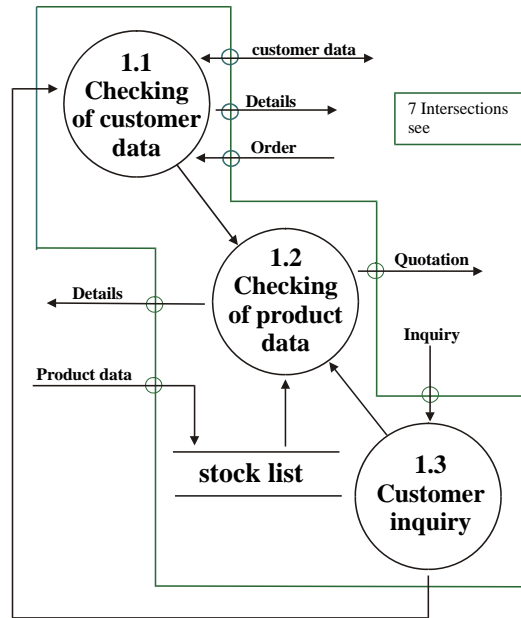 1.1
Checking
of customer
data
customer data
Details
Order
7 Intersections
see
1.2
Checking
of product
data
Quotation
Details
Inquiry
Product data
stock list
1.3
Customer
inquiry